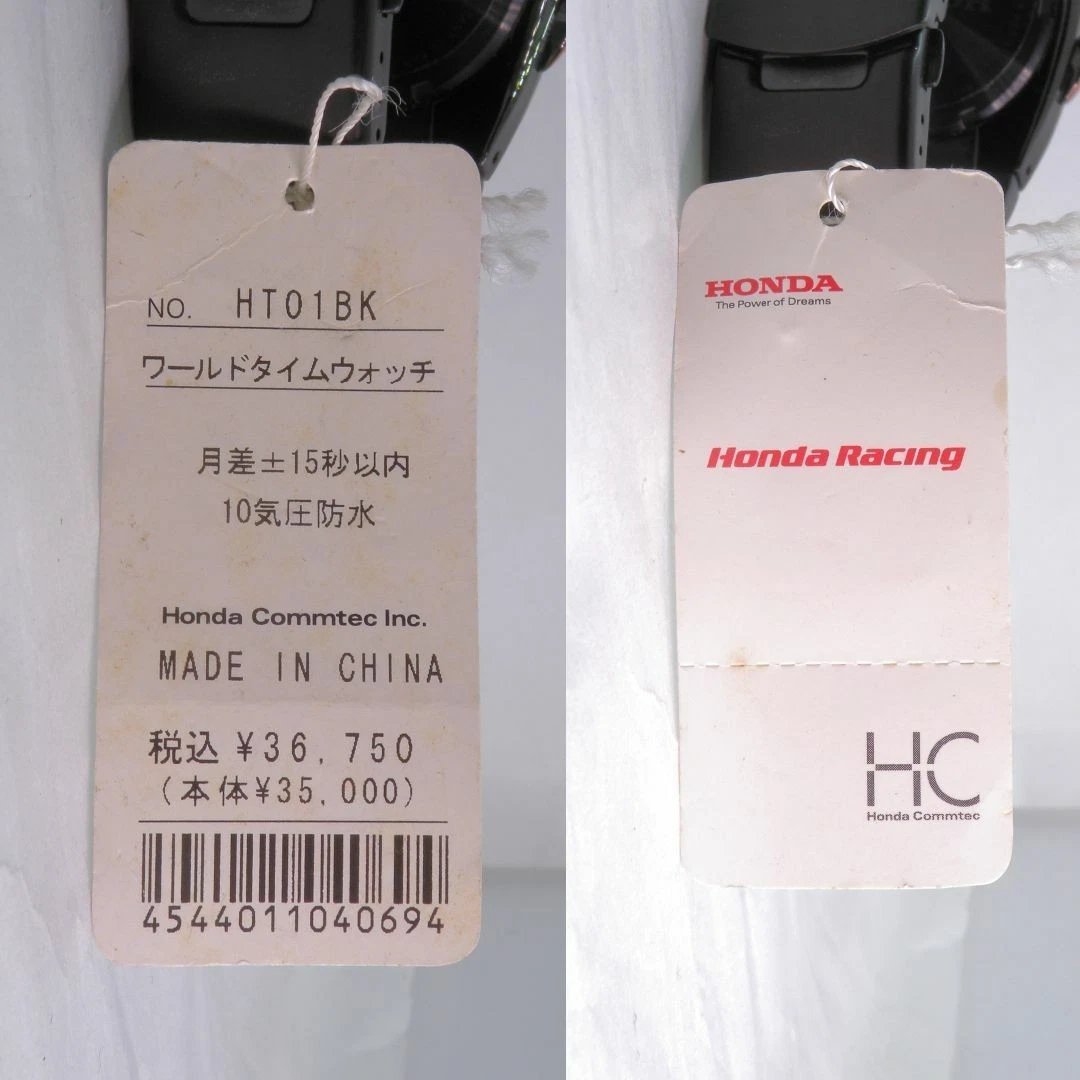 NO. HT01BK
ワールドタイムウォッチ
月差±15秒以内
10気圧防水
Honda Commtec Inc.
MADE IN CHINA
税込 ¥36,750
(本体¥35,000)
4544011040694
HONDA
The Power of Dreams
Honda Racing
HC
Honda Commtec